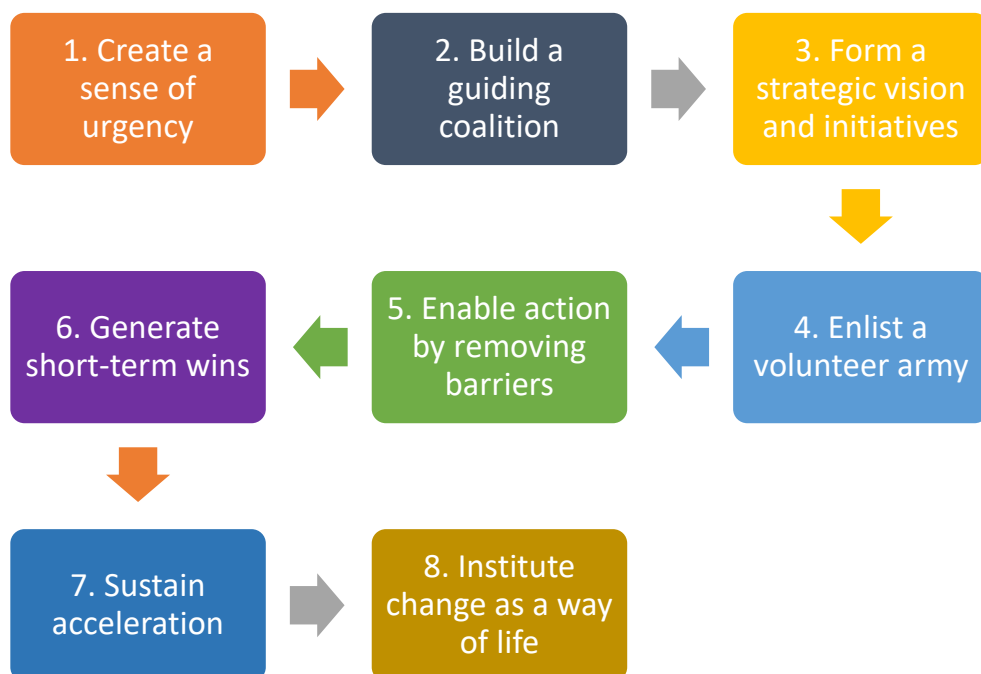 1. Create a
sense of
urgency
2. Build a
guiding
coalition
3. Form a
strategic vision
and initiatives
4. Enlist a
volunteer army
5. Enable action
by removing
barriers
6. Generate
short-term wins
7. Sustain
acceleration
8. Institute
change as a way
of life